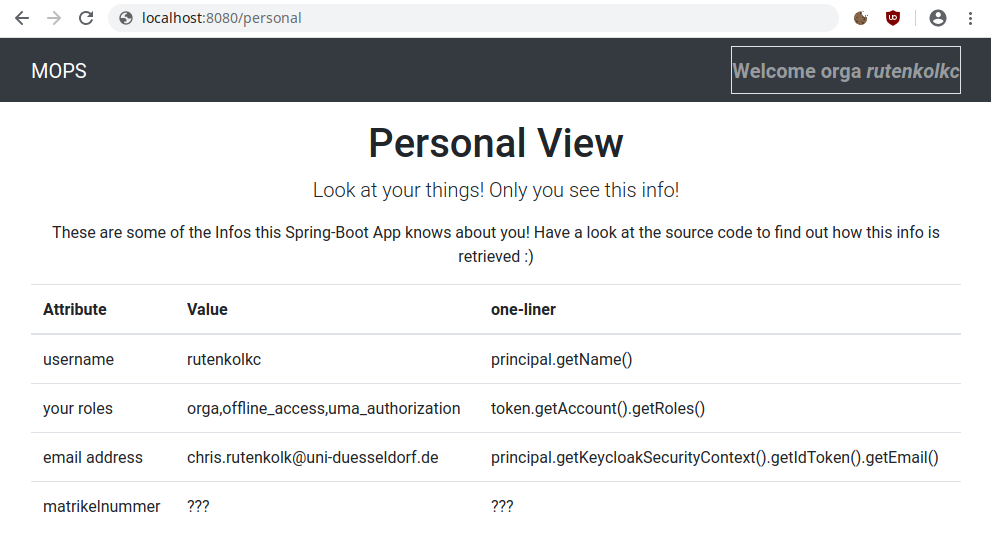 localhost:8080/personal
MOPS
Welcome orga rutenkolkc
Personal View
Look at your things! Only you see this info!
These are some of the Infos this Spring-Boot App knows about you! Have a look at the source code to find out how this info is
retrieved :)
Attribute Value one-liner
username rutenkolkc principal.getName()
your roles orga,offline_access,uma_authorization token.getAccount().getRoles()
email address chris.rutenkolk@uni-duesseldorf.de principal.getKeycloakSecurityContext().getIdToken().getEmail()
matrikelnummer ??? ???